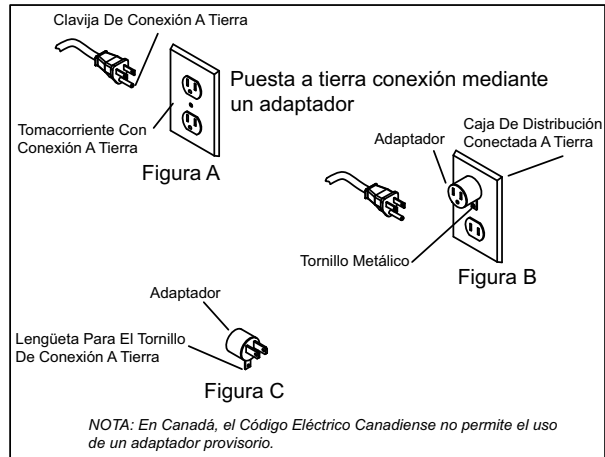 Clavija De Conexión A Tierra
Puesta a tierra conexión mediante
un adaptador
Tomacorriente Con
Conexión A Tierra
Figura A
Adaptador
Caja De Distribución
Conectada A Tierra
Tornillo Metálico
Figura B
Adaptador
Lengüeta Para El Tornillo
De Conexión A Tierra
Figura C
NOTA: En Canadá, el Código Eléctrico Canadiense no permite el uso
de un adaptador provisorio.